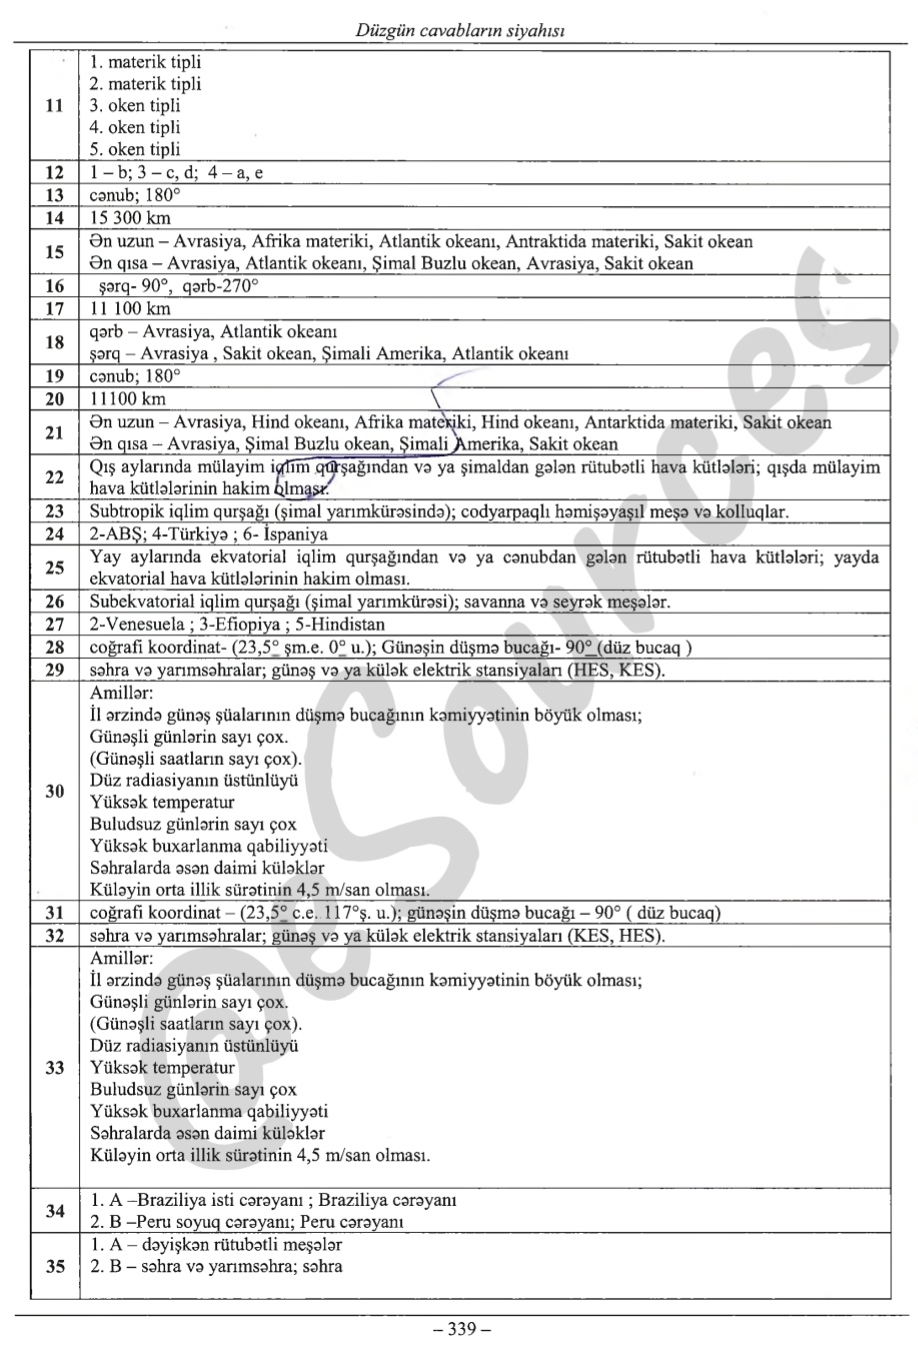 Düzgün cavabların siyahısı
11
1. materik tipli
2. materik tipli
3. oken tipli
4. oken tipli
5. oken tipli
12 1 – b; 3 – c, d; 4 – a, e
13 cənub; 180°
14 15 300 km
15
Ən uzun – Avrasiya, Afrika materiki, Atlantik okeanı, Antraktida materiki, Sakit okean
Ən qısa – Avrasiya, Atlantik okeanı, Şimal Buzlu okean, Avrasiya, Sakit okean
16 şərq- 90°, qərb-270°
17 11 100 km
18
qərb – Avrasiya, Atlantik okeanı
şərq – Avrasiya , Sakit okean, Şimali Amerika, Atlantik okeanı
19 cənub; 180°
20 11100 km
21
Ən uzun – Avrasiya, Hind okeanı, Afrika materiki, Hind okeanı, Antarktida materiki, Sakit okean
Ən qısa – Avrasiya, Şimal Buzlu okean, Şimali Amerika, Sakit okean
22
Qış aylarında mülayim iqlim qurşağından və ya şimaldan gələn rütubətli hava kütlələri; qışda mülayim
hava kütlələrinin hakim olması.
23 Subtropik iqlim qurşağı (şimal yarımkürəsində); codyarpaqlı həmişəyaşıl meşə və kolluqlar.
24 2-ABŞ; 4-Türkiyə ; 6- İspaniya
25
Yay aylarında ekvatorial iqlim qurşağından və ya cənubdan gələn rütubətli hava kütlələri; yayda
ekvatorial hava kütlələrinin hakim olması.
26 Subekvatorial iqlim qurşağı (şimal yarımkürəsi); savanna və seyrək meşələr.
27 2-Venesuela ; 3-Efiopiya ; 5-Hindistan
28 coğrafi koordinat- (23,5° şm.e. 0° u.); Günəşin düşmə bucağı- 90° (düz bucaq )
29 səhra və yarımsəhralar; günəş və ya külək elektrik stansiyaları (HES, KES).
30
Amillər:
İl ərzində günəş şüalarının düşmə bucağının kəmiyyətinin böyük olması;
Günəşli günlərin sayı çox.
(Günəşli saatların sayı çox).
Düz radiasiyanın üstünlüyü
Yüksək temperatur
Buludsuz günlərin sayı çox
Yüksək buxarlanma qabiliyyəti
Səhralarda əsən daimi küləklər
Küləyin orta illik sürətinin 4,5 m/san olması.
31 coğrafi koordinat – (23,5° c.e. 117°ş. u.); günəşin düşmə bucağı – 90° ( düz bucaq)
32 səhra və yarımsəhralar; günəş və ya külək elektrik stansiyaları (KES, HES).
33
Amillər:
İl ərzində günəş şüalarının düşmə bucağının kəmiyyətinin böyük olması;
Günəşli günlərin sayı çox.
(Günəşli saatların sayı çox).
Düz radiasiyanın üstünlüyü
Yüksək temperatur
Buludsuz günlərin sayı çox
Yüksək buxarlanma qabiliyyəti
Səhralarda əsən daimi küləklər
Küləyin orta illik sürətinin 4,5 m/san olması.
34
1. A –Braziliya isti cərəyanı ; Braziliya cərəyanı
2. B –Peru soyuq cərəyanı; Peru cərəyanı
35
1. A – dəyişkən rütubətli meşələr
2. B – səhra və yarımsəhra; səhra
– 339 –
@eSources